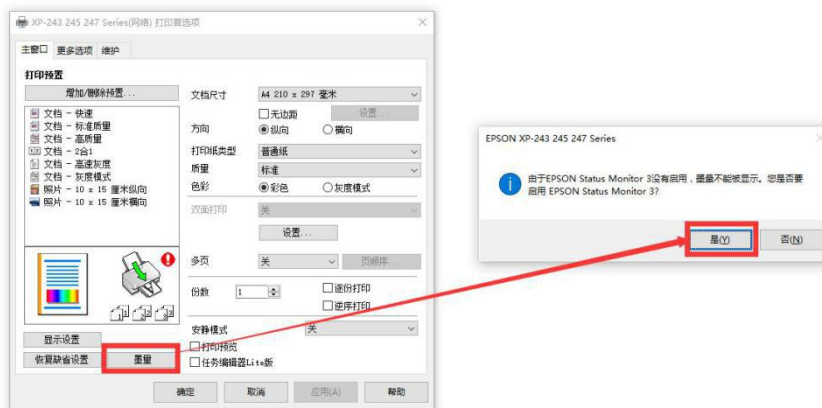 XP-243 245 247 Series(网络) 打印首选项
主窗口 更多选项 维护
打印预置
增加/删除预置...
文档 - 快速
文档 - 标准质量
文档 - 高质量
文档 - 2合1
文档 - 高速灰度
文档 - 灰度模式
照片 - 10 x 15 厘米纵向
照片 - 10 x 15 厘米横向
显示设置
恢复缺省设置 墨量
文档尺寸 A4 210 x 297 毫米
无边距 设置...
方向 纵向 横向
打印纸类型 普通纸
质量 标准
色彩 彩色 灰度模式
双面打印 关
设置...
多页 关 页顺序...
份数 1 逐份打印
逆序打印
安静模式 关
打印预览
任务编辑器Lite版
确定 取消 应用(A) 帮助
EPSON XP-243 245 247 Series
由于EPSON Status Monitor 3没有启用，墨量不能被显示。您是否要
启用 EPSON Status Monitor 3?
是(Y) 否(N)